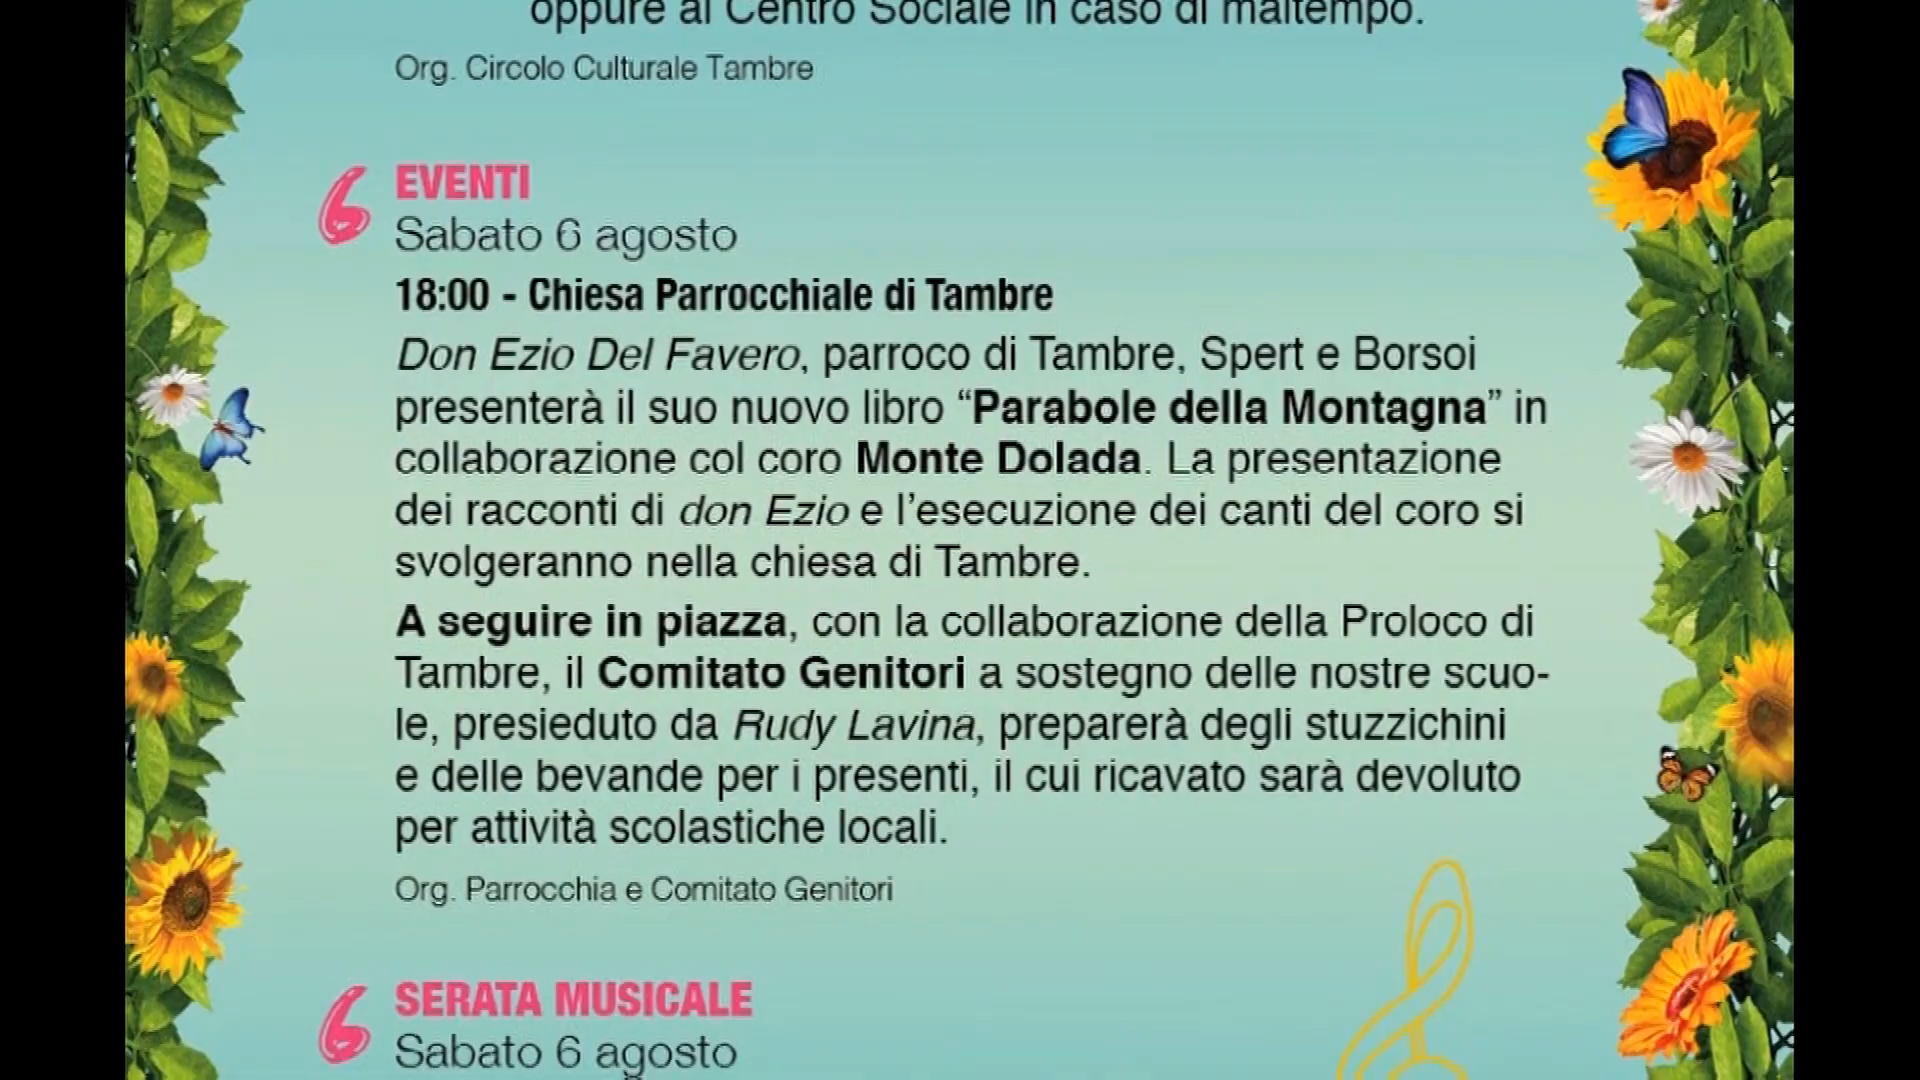 oppure al Centro Sociale in caso di maltempo.
Org. Circolo Culturale Tambre
6 EVENTI
Sabato 6 agosto
18:00 - Chiesa Parrocchiale di Tambre
Don Ezio Del Favero, parroco di Tambre, Spert e Borsoi
presenterà il suo nuovo libro “Parabole della Montagna” in
collaborazione col coro Monte Dolada. La presentazione
dei racconti di don Ezio e l’esecuzione dei canti del coro si
svolgeranno nella chiesa di Tambre.
A seguire in piazza, con la collaborazione della Proloco di
Tambre, il Comitato Genitori a sostegno delle nostre scuo-
le, presieduto da Rudy Lavina, preparerà degli stuzzichini
e delle bevande per i presenti, il cui ricavato sarà devoluto
per attività scolastiche locali.
Org. Parrocchia e Comitato Genitori
6 SERATA MUSICALE
Sabato 6 agosto